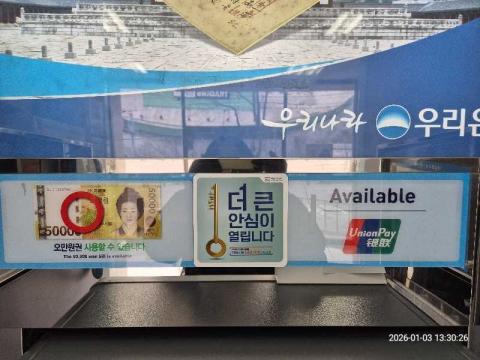 우리나라
우리은
50000
50000
오만원권 사용할 수 있습니다
The 50,000 won bill is available
더 큰
안심이
열립니다
Available
UnionPay
银联
2026-01-03 13:30:26